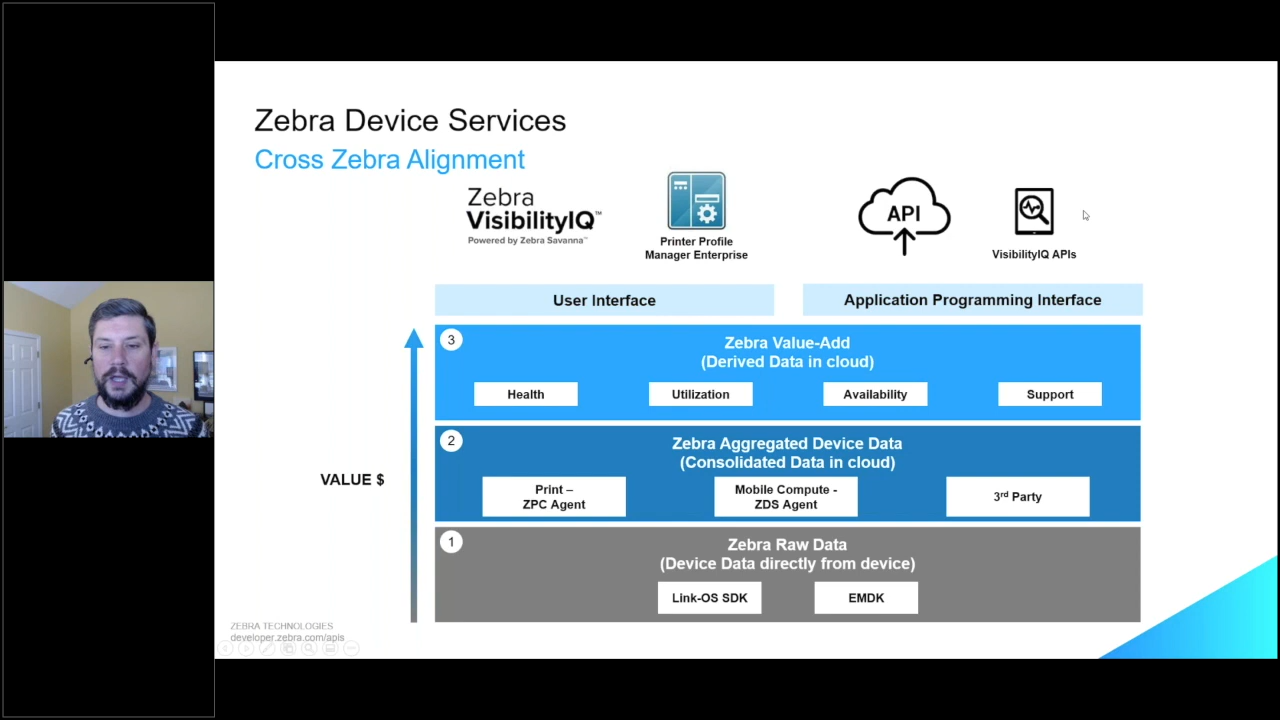 Zebra Device Services
Cross Zebra Alignment
Zebra
VisibilityIQ™
Powered by Zebra Savanna™
Printer Profile
Manager Enterprise
API
VisibilityIQ APIs
User Interface
Application Programming Interface
3
Zebra Value-Add
(Derived Data in cloud)
Health
Utilization
Availability
Support
2
Zebra Aggregated Device Data
(Consolidated Data in cloud)
Print –
ZPC Agent
Mobile Compute -
ZDS Agent
3rd Party
VALUE $
1
Zebra Raw Data
(Device Data directly from device)
Link-OS SDK
EMDK
ZEBRA TECHNOLOGIES
developer.zebra.com/apis